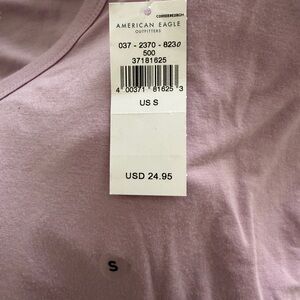 AMERICAN EAGLE
OUTFITTERS
037 - 2370 - 8230
500
37181625
4 00371 81625 3
US S
USD 24.95
S